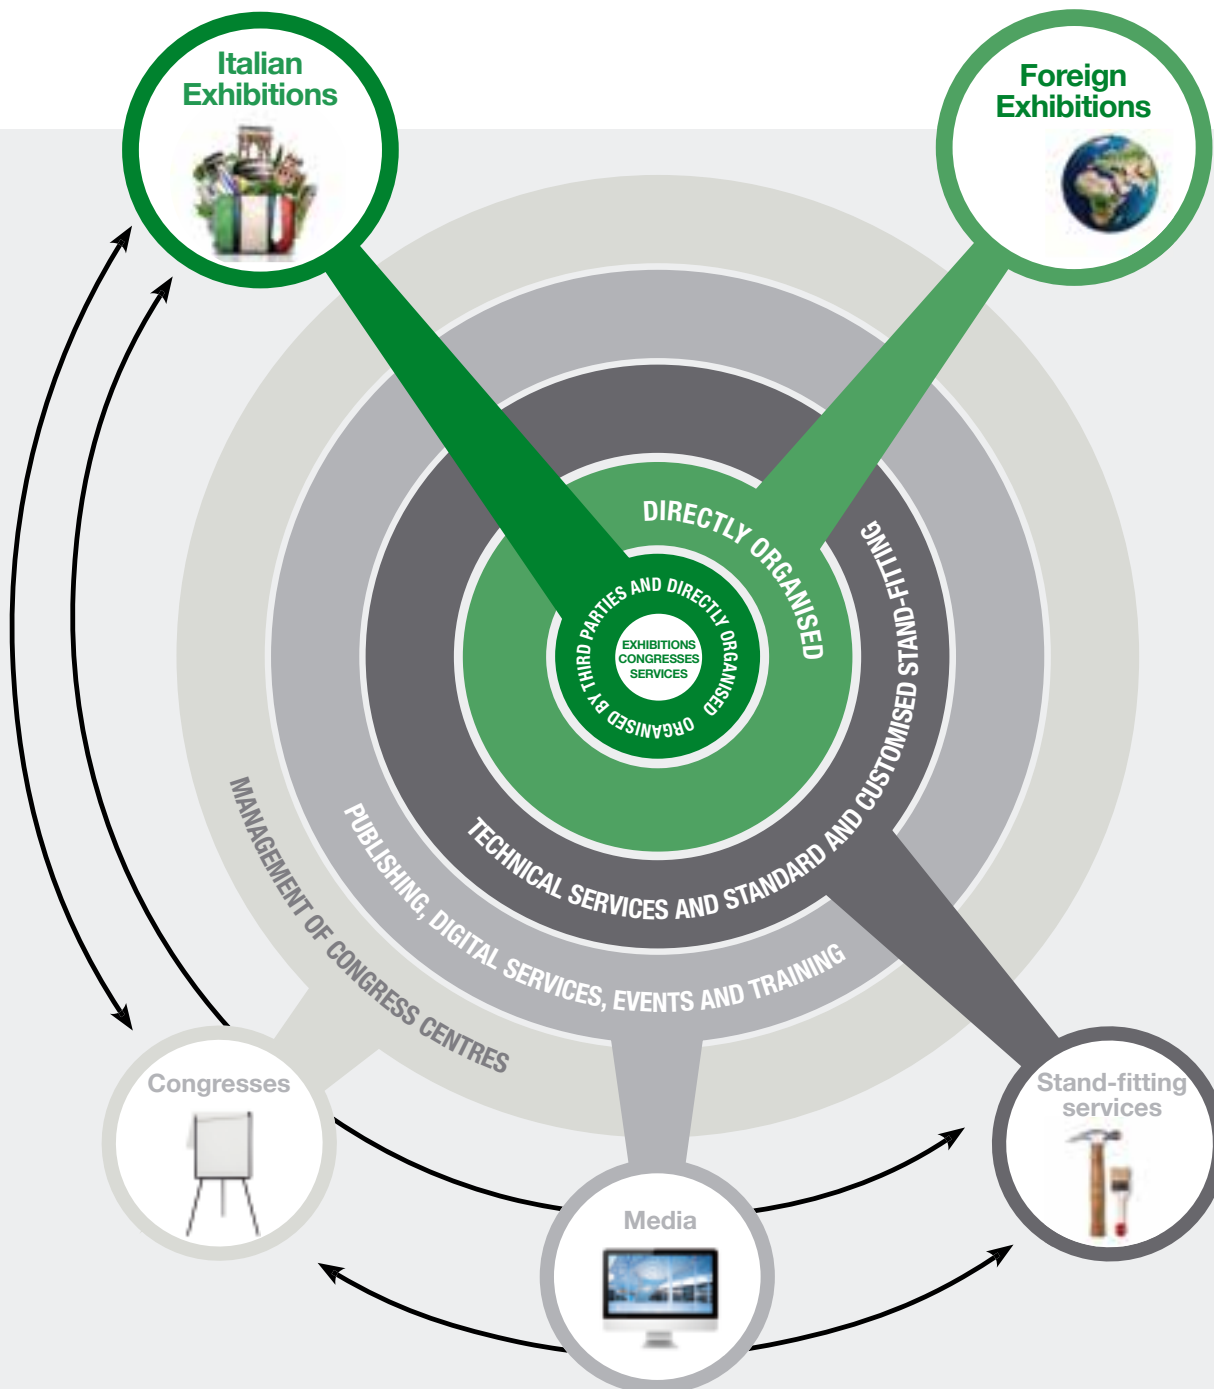 Italian
Exhibitions
Foreign
Exhibitions
DIRECTLY ORGANISED
ORGANISED BY THIRD PARTIES AND DIRECTLY ORGANISED
EXHIBITIONS
CONGRESSES
SERVICES
TECHNICAL SERVICES AND STANDARD AND CUSTOMISED STAND-FITTING
PUBLISHING, DIGITAL SERVICES, EVENTS AND TRAINING
MANAGEMENT OF CONGRESS CENTRES
Congresses
Stand-fitting
services
Media